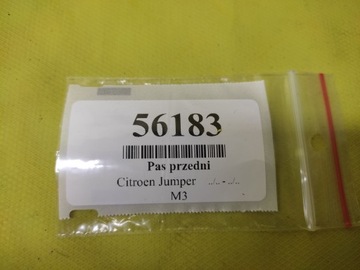 56183
Pas przedni
Citroen Jumper ../.. - ../..
M3